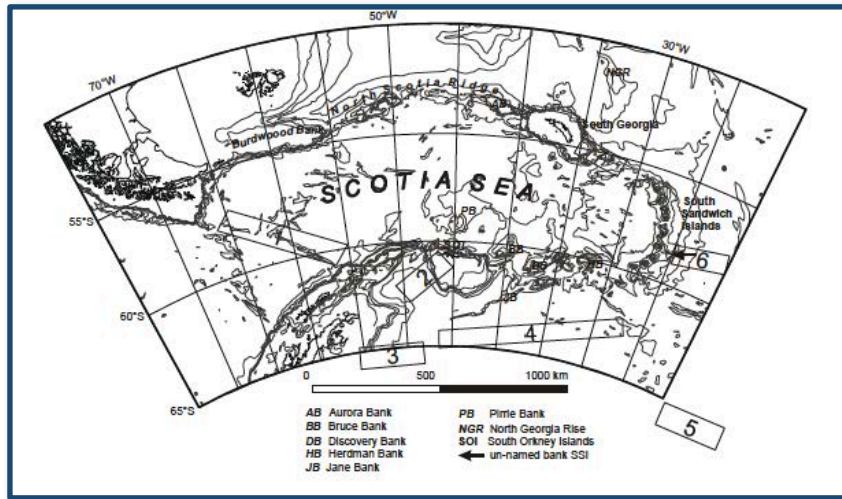 50°W
70°W
30°W
NGR
North Scotia Ridge
AB
Burdwood Bank
South Georgia
SCOTIA SEA
55°S
PB
South
Sandwich
Islands
SOI
BB
DB
HB
6
2
JB
60°S
4
3
65°S
0 500 1000 km
5
AB Aurora Bank
BB Bruce Bank
DB Discovery Bank
HB Herdman Bank
JB Jane Bank
PB Pirrie Bank
NGR North Georgia Rise
SOI South Orkney Islands
un-named bank SSI